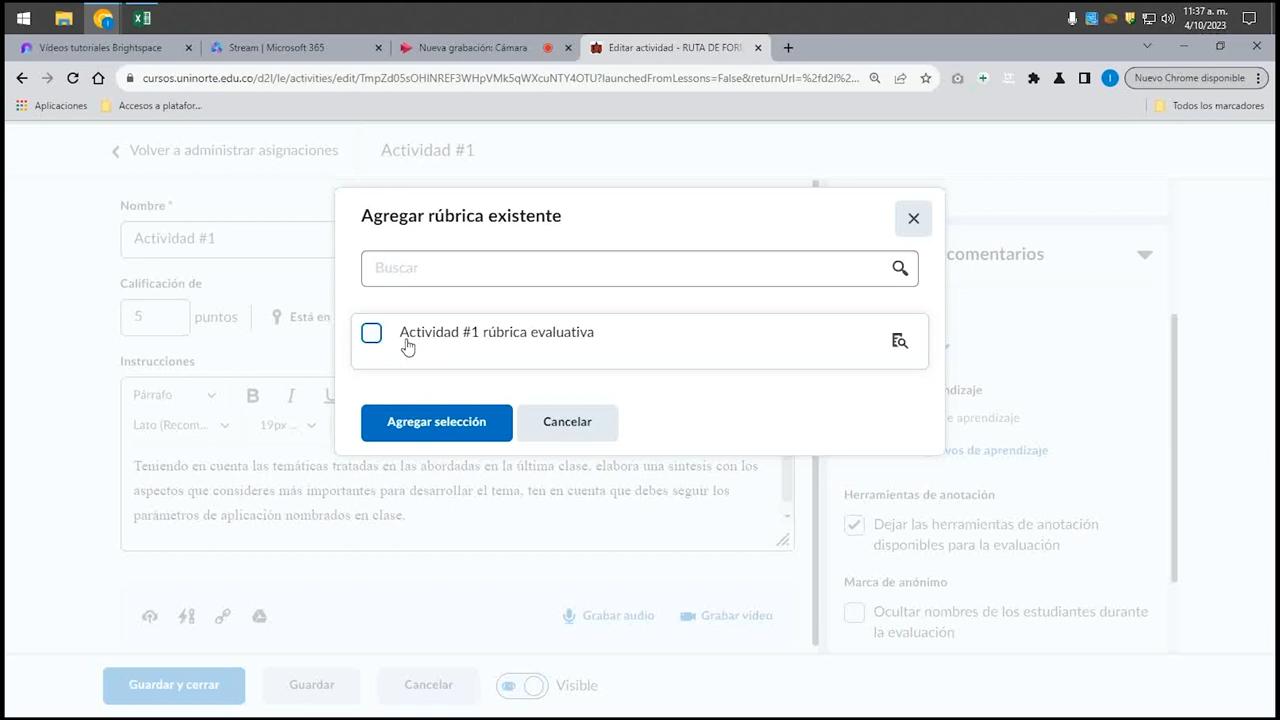 11:37 a. m.
4/10/2023
Vídeos tutoriales Brightspace
Stream | Microsoft 365
Nueva grabación: Cámara
Editar actividad - RUTA DE FORM
cursos.uninorte.edu.co/d2l/le/activities/edit/TmpZd05sOHlNREF3WHpVMk5qWXcuNTY4OTU?launchedFromLessons=False&returnUrl=%2fd2l%2...
Nuevo Chrome disponible
Aplicaciones
Accesos a platafor...
Todos los marcadores
Volver a administrar asignaciones
Actividad #1
Nombre *
Actividad #1
Calificación de
5
puntos
Está en
Instrucciones
Párrafo
B
I
U
Lato (Recom...
19px ...
Teniendo en cuenta las temáticas tratadas en las abordadas en la última clase, elabora una síntesis con los
aspectos que consideres más importantes para desarrollar el tema, ten en cuenta que debes seguir los
parámetros de aplicación nombrados en clase.
Grabar audio
Grabar video
Agregar rúbrica existente
Buscar
Actividad #1 rúbrica evaluativa
Agregar selección
Cancelar
comentarios
ndizaje
e aprendizaje
vos de aprendizaje
Herramientas de anotación
Dejar las herramientas de anotación
disponibles para la evaluación
Marca de anónimo
Ocultar nombres de los estudiantes durante
la evaluación
Guardar y cerrar
Guardar
Cancelar
Visible